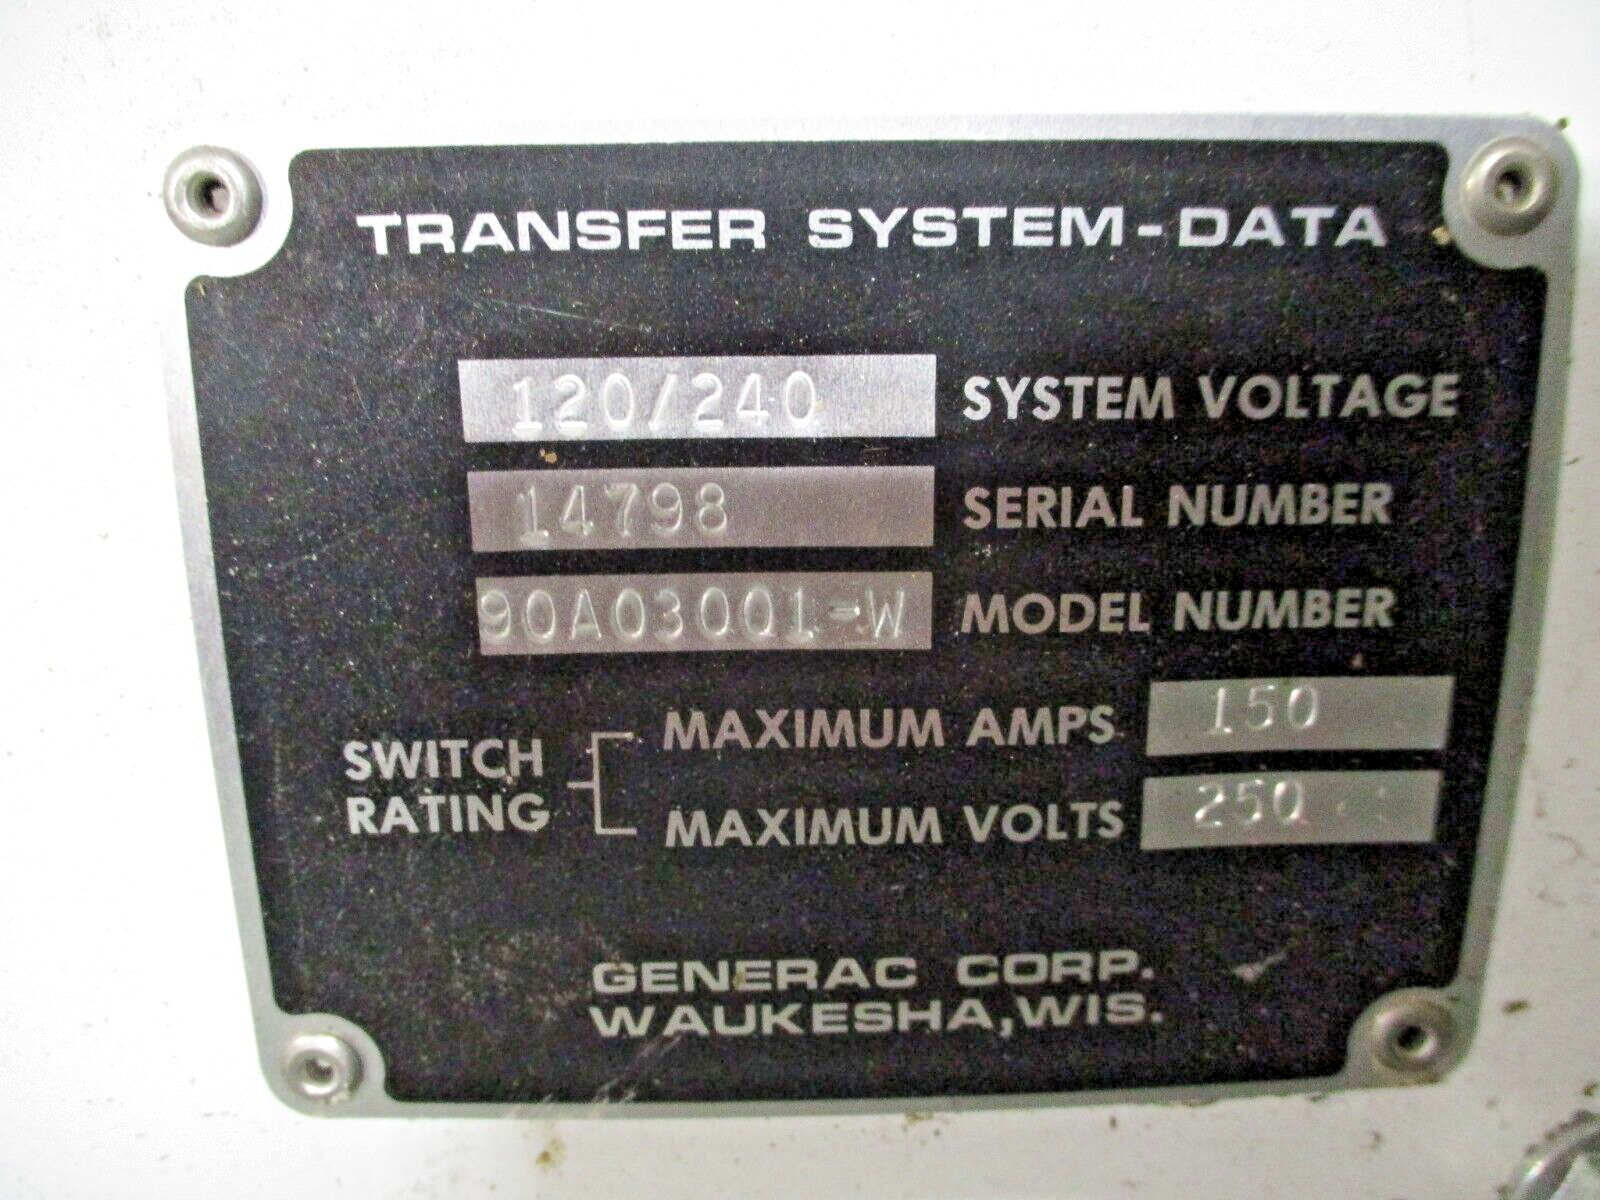 TRANSFER SYSTEM-DATA
120/240 SYSTEM VOLTAGE
14798 SERIAL NUMBER
90A03001-W MODEL NUMBER
SWITCH RATING
MAXIMUM AMPS 150
MAXIMUM VOLTS 250
GENERAC CORP.
WAUKESHA, WIS.